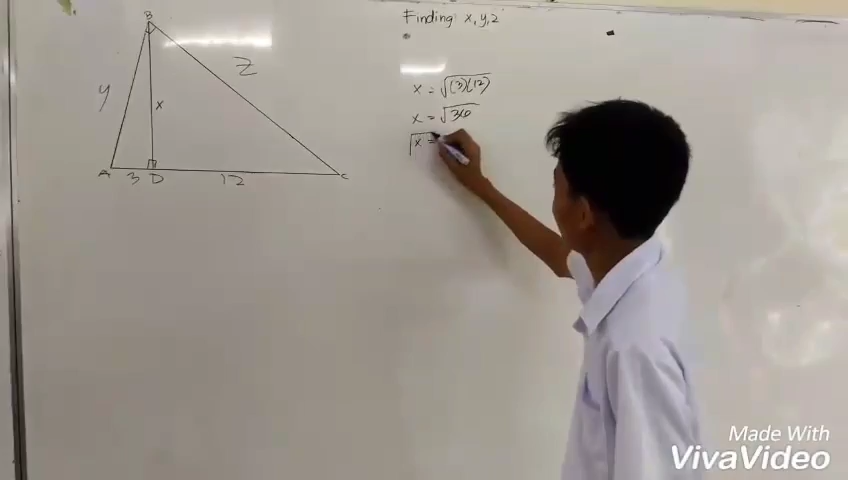 Finding: x, y, z
B
y
x
z
A 3 D 12 C
x = √(3)(12)
x = √36
x =
Made With
VivaVideo